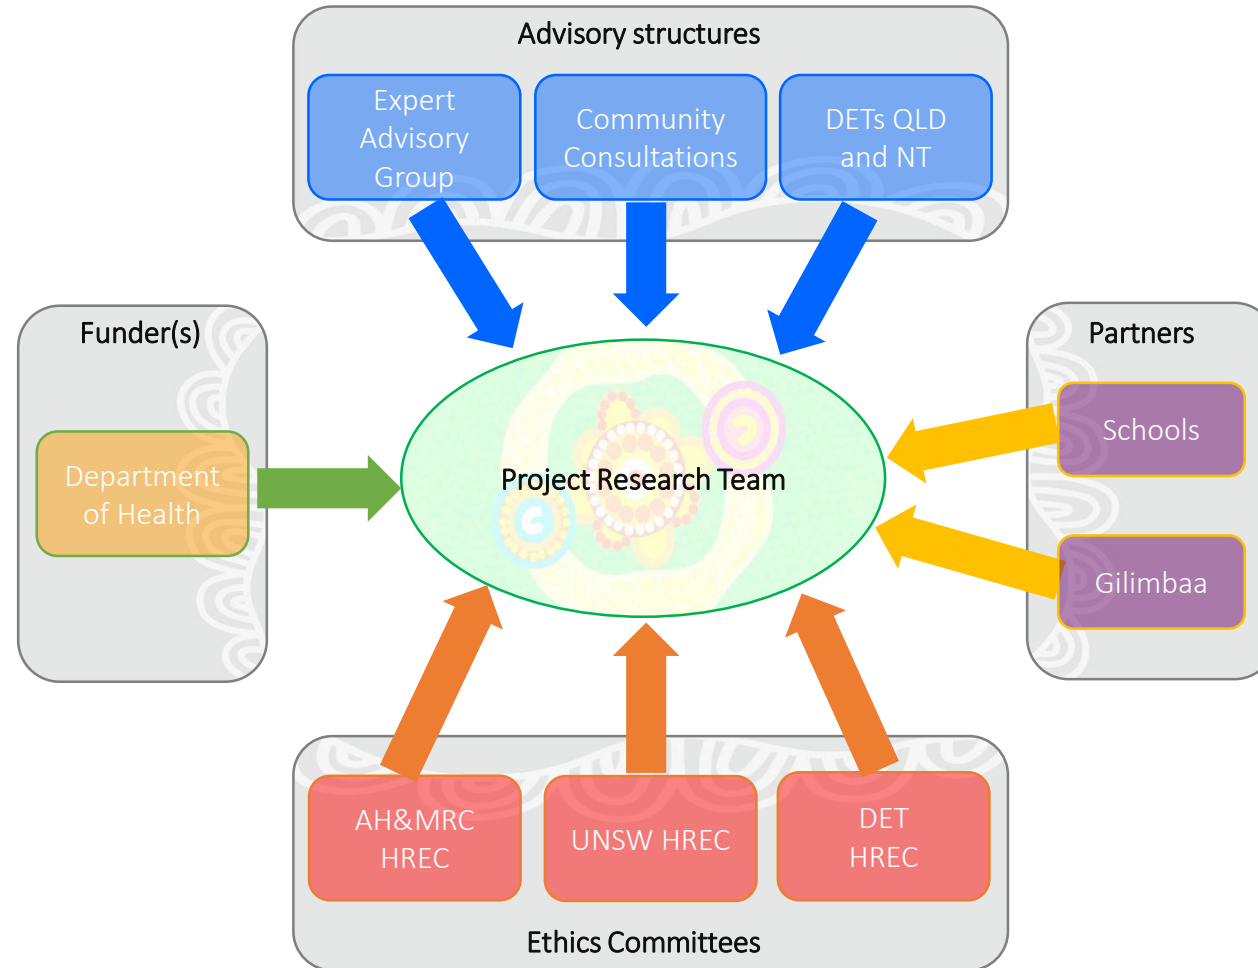 Advisory structures
Expert
Advisory
Group
Community
Consultations
DETs QLD
and NT
Funder(s)
Department
of Health
Project Research Team
Partners
Schools
Gilimbaa
AH&MRC
HREC
UNSW HREC
DET
HREC
Ethics Committees